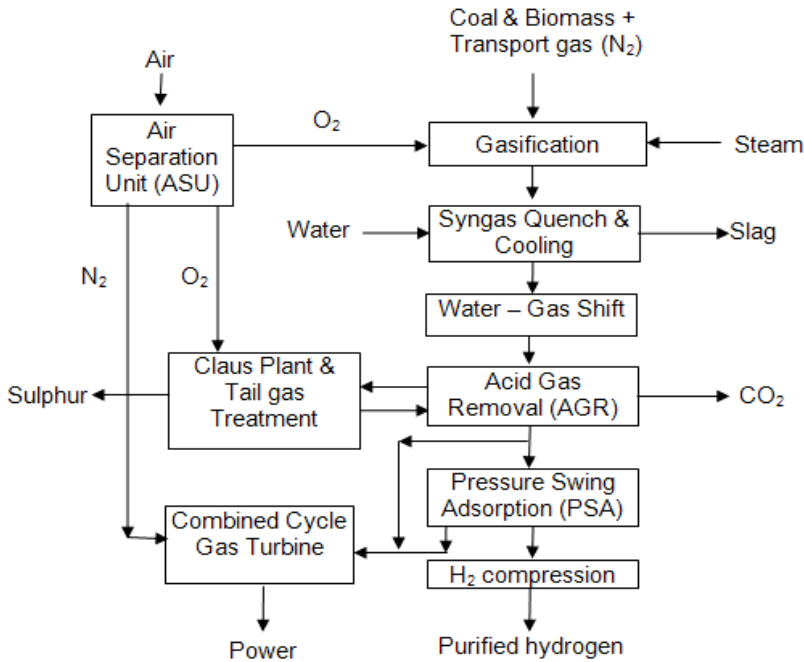 Coal & Biomass +
Transport gas (N₂)
Air
Air
Separation
Unit (ASU)
O₂
Gasification
Steam
Water
Syngas Quench &
Cooling
Slag
N₂
O₂
Water – Gas Shift
Sulphur
Claus Plant &
Tail gas
Treatment
Acid Gas
Removal (AGR)
CO₂
Pressure Swing
Adsorption (PSA)
Combined Cycle
Gas Turbine
H₂ compression
Power
Purified hydrogen